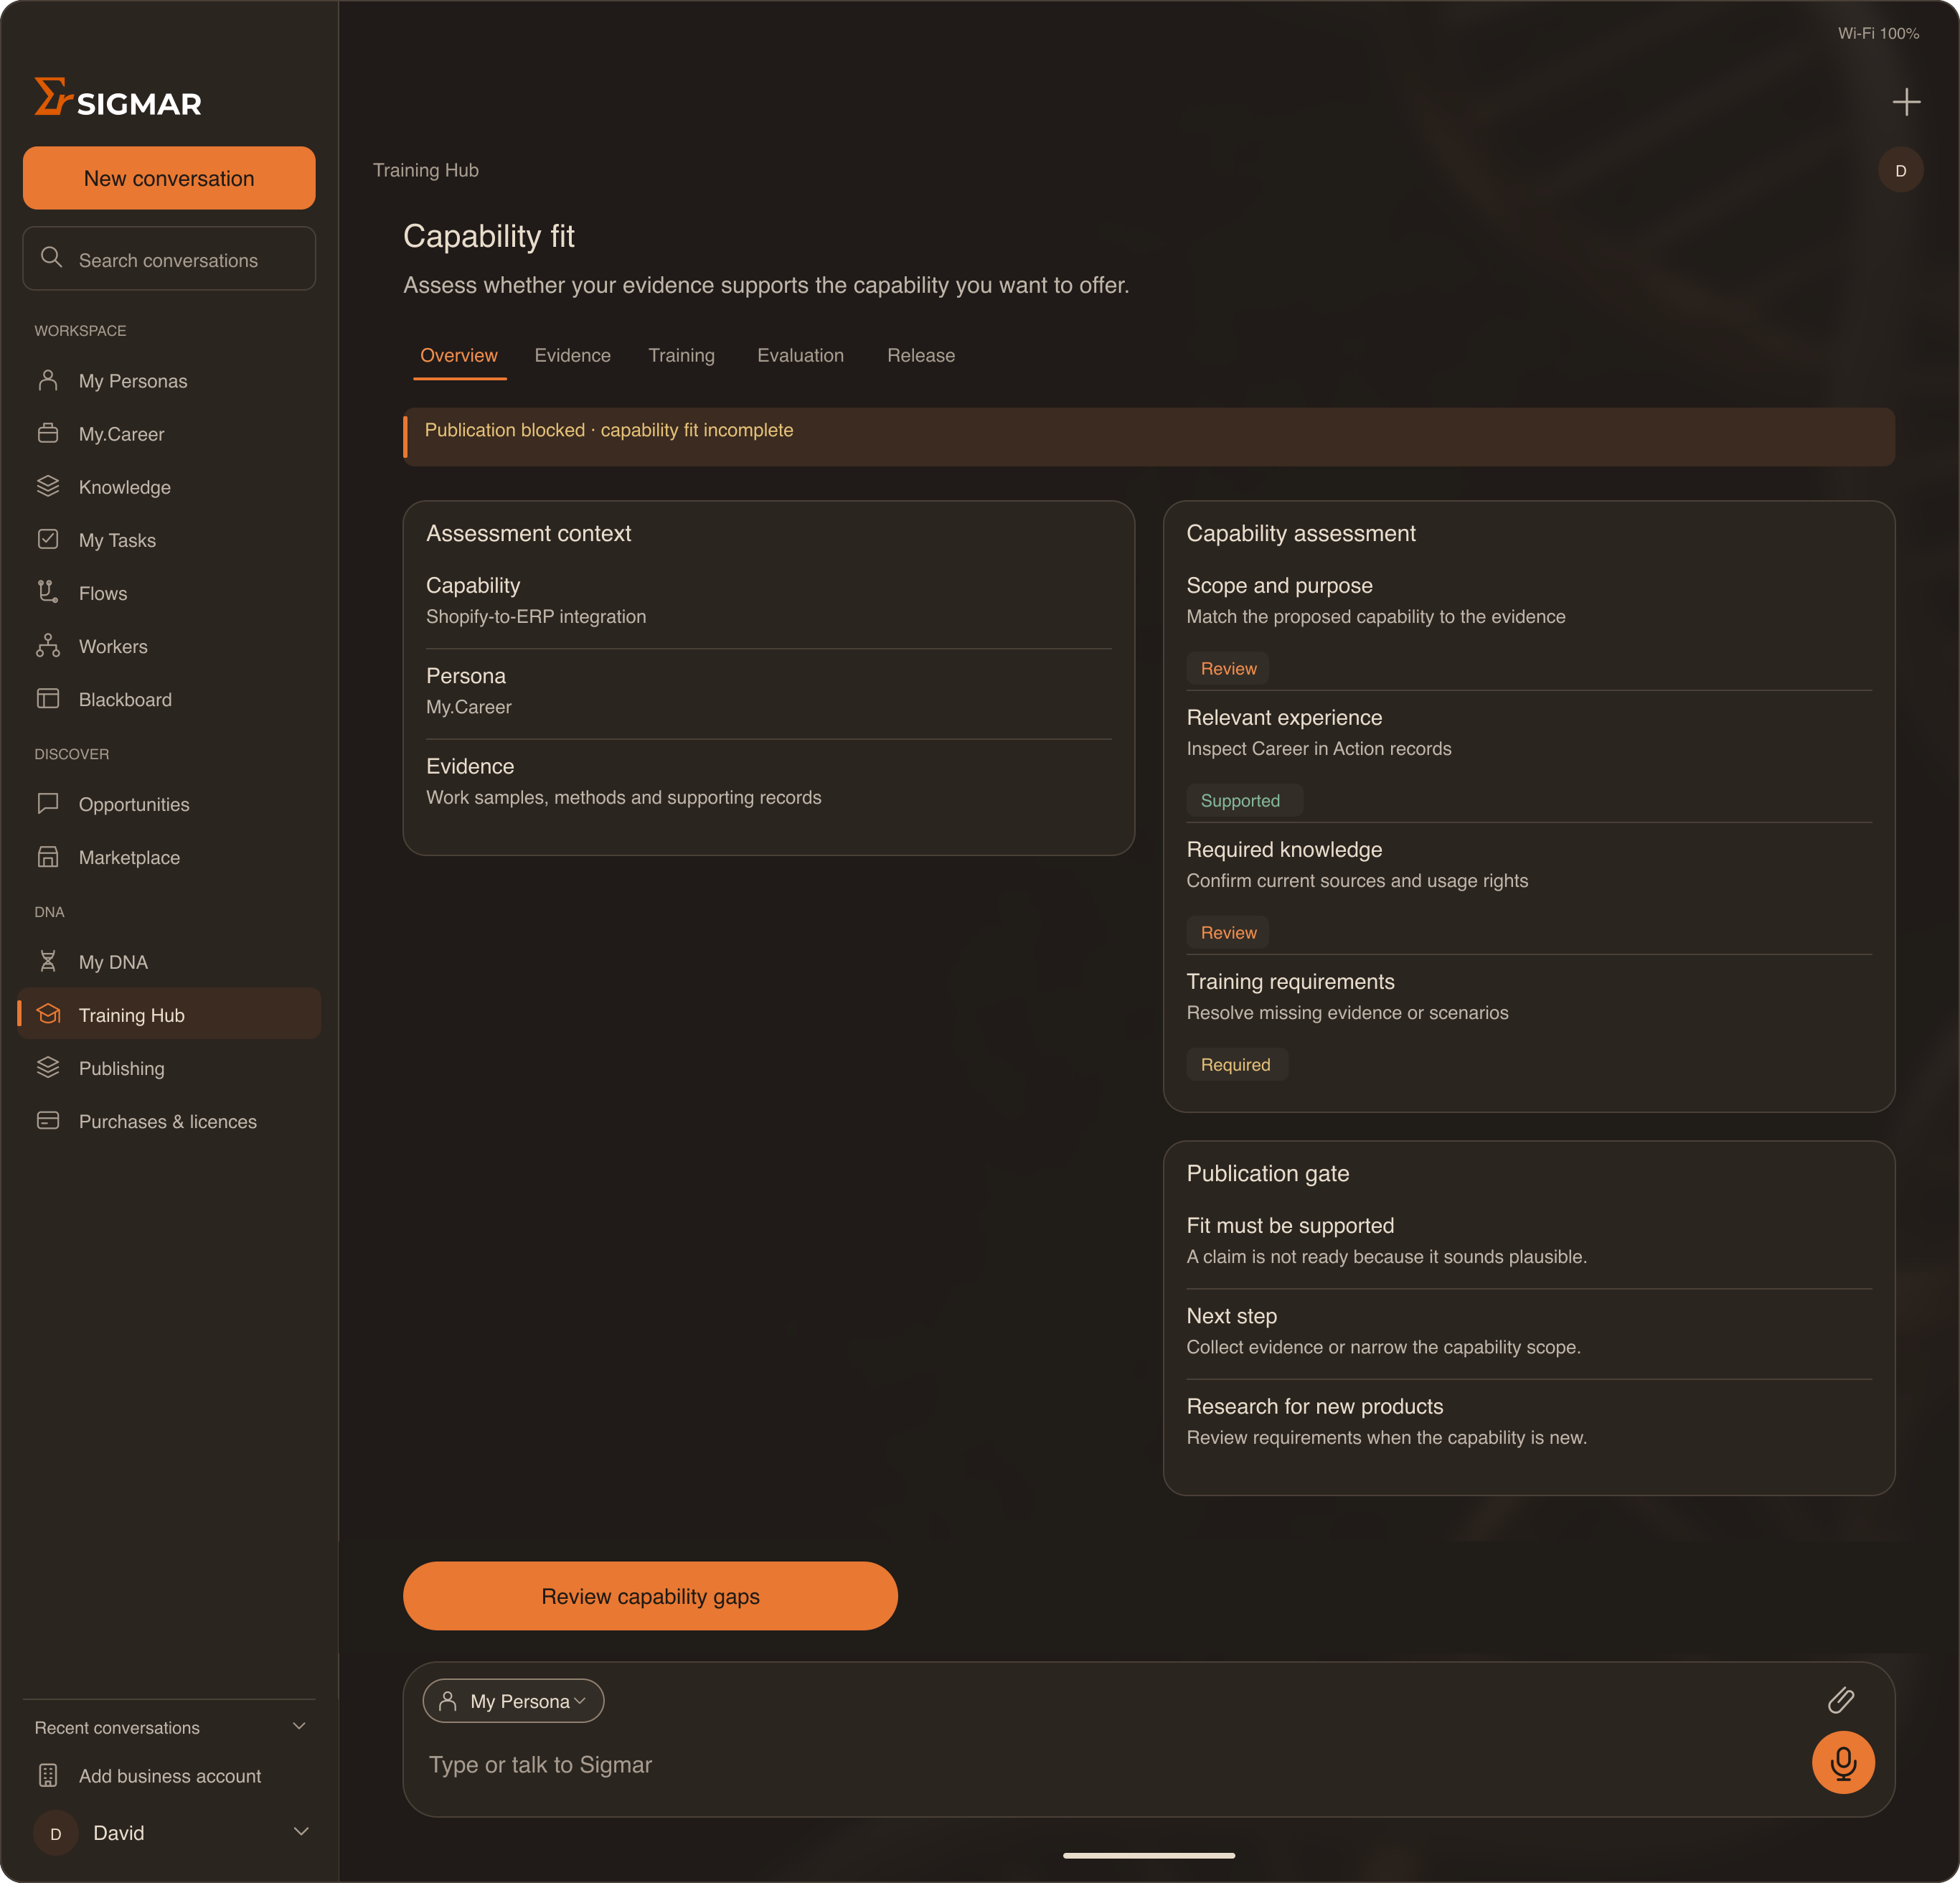 Wi-Fi 100%
SIGMAR
New conversation
Search conversations
WORKSPACE
My Personas
My.Career
Knowledge
My Tasks
Flows
Workers
Blackboard
DISCOVER
Opportunities
Marketplace
DNA
My DNA
Training Hub
Publishing
Purchases & licences
Recent conversations
Add business account
D David
Training Hub
D
Capability fit
Assess whether your evidence supports the capability you want to offer.
Overview Evidence Training Evaluation Release
Publication blocked · capability fit incomplete
Assessment context
Capability
Shopify-to-ERP integration
Persona
My.Career
Evidence
Work samples, methods and supporting records
Capability assessment
Scope and purpose
Match the proposed capability to the evidence
Review
Relevant experience
Inspect Career in Action records
Supported
Required knowledge
Confirm current sources and usage rights
Review
Training requirements
Resolve missing evidence or scenarios
Required
Publication gate
Fit must be supported
A claim is not ready because it sounds plausible.
Next step
Collect evidence or narrow the capability scope.
Research for new products
Review requirements when the capability is new.
Review capability gaps
My Persona
Type or talk to Sigmar